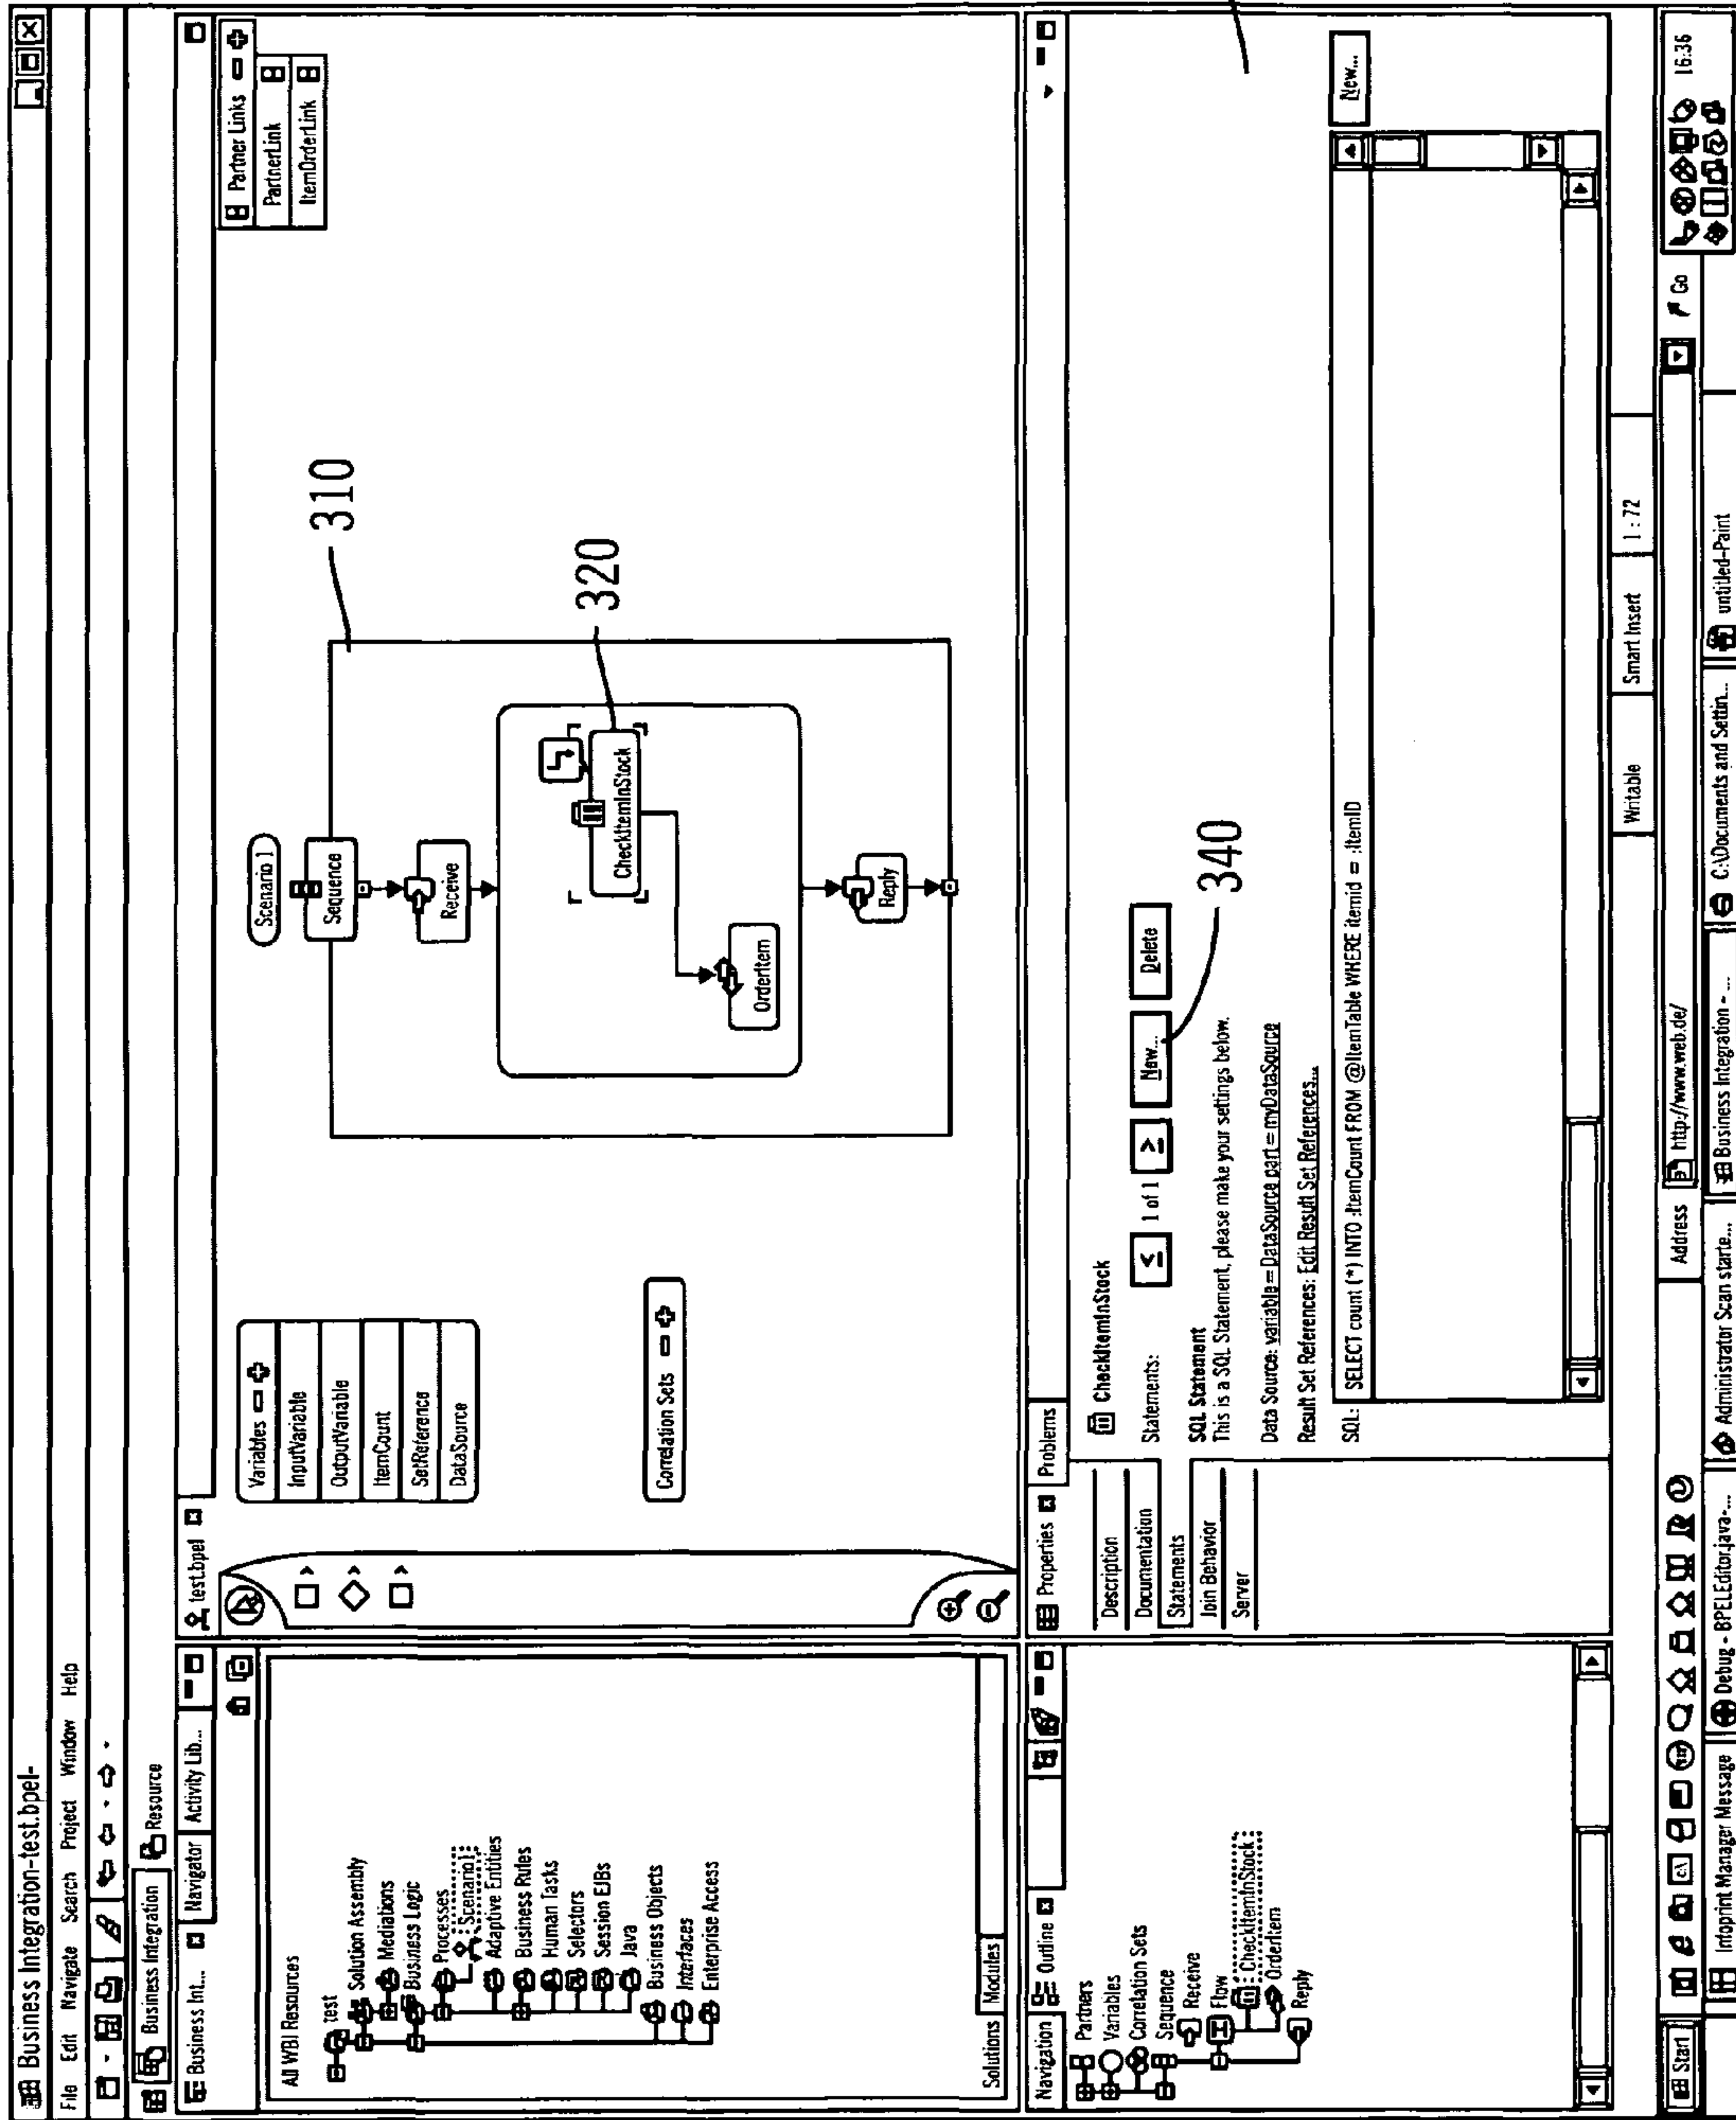 Business Integration-test.bpel-
File Edit Navigate Search Project Window Help
Business Integration Resource
Business Int... Navigator Activity Lib...
All WBI Resources
test
Solution Assembly
Mediations
Business Logic
Processes
Scenario1
Adaptive Entities
Business Rules
Human Tasks
Selectors
Session EJBs
Java
Business Objects
Interfaces
Enterprise Access
Solutions Modules
test.bpel
Variables
InputVariable
OutputVariable
ItemCount
SetReference
DataSource
Correlation Sets
Scenario 1
Sequence
Receive
CheckItemInStock
OrderItem
Reply
310
320
Partner Links
PartnerLink
ItemOrderLink
Navigation Outline
Partners
Variables
Correlation Sets
Sequence
Receive
Flow
CheckItemInStock
OrderItem
Reply
Properties Problems
Description
Documentation
Statements
Join Behavior
Server
CheckItemInStock
Statements: < 1 of 1 > New... Delete
340
SQL Statement
This is a SQL Statement, please make your settings below.
Data Source: variable=DataSource part=myDataSource
Result Set References: Edit Result Set References...
SQL: SELECT count (*) INTO :ItemCount FROM @ItemTable WHERE itemid = :ItemID
New...
Writable Smart Insert 1 : 72
Address http://www.web.de/ Go 16:36
Start Infoprint Manager Message Debug - BPELEditor.java-... Administrator Scan starte... Business Integration - ... C:\Documents and Settin... untitled-Paint